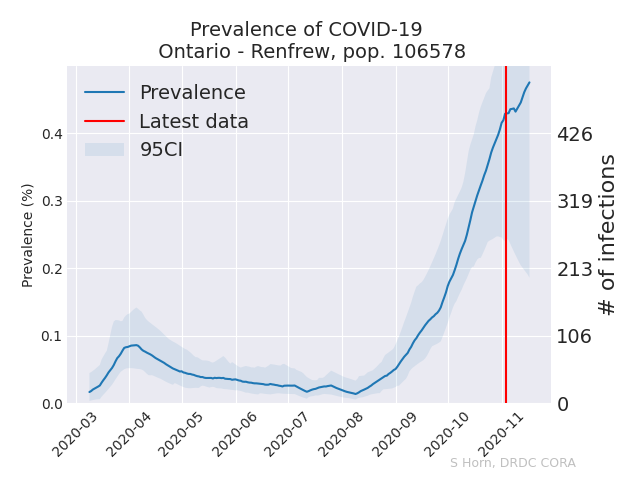 Prevalence of COVID-19
Ontario - Renfrew, pop. 106578
Prevalence
Latest data
95CI
Prevalence (%)
0.4
0.3
0.2
0.1
0.0
426
319
213
106
0
# of infections
2020-03
2020-04
2020-05
2020-06
2020-07
2020-08
2020-09
2020-10
2020-11
S Horn, DRDC CORA